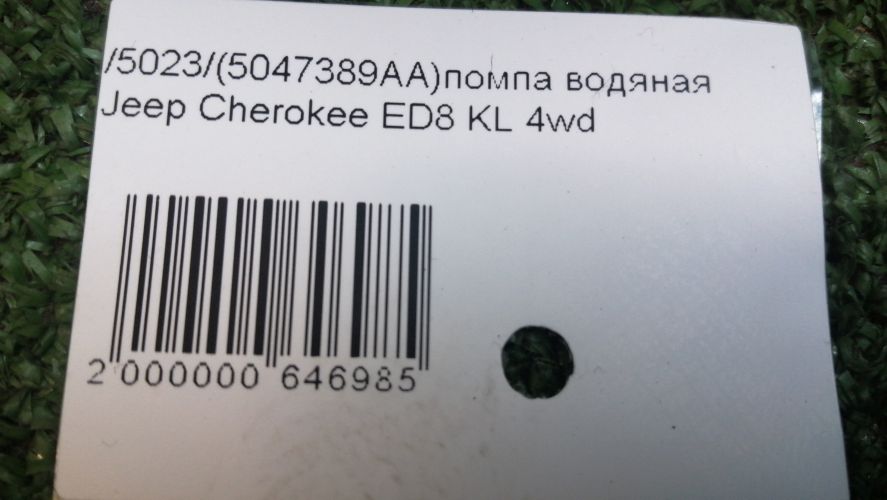 /5023/(5047389AA)помпа водяная
Jeep Cherokee ED8 KL 4wd
2 000000 646985